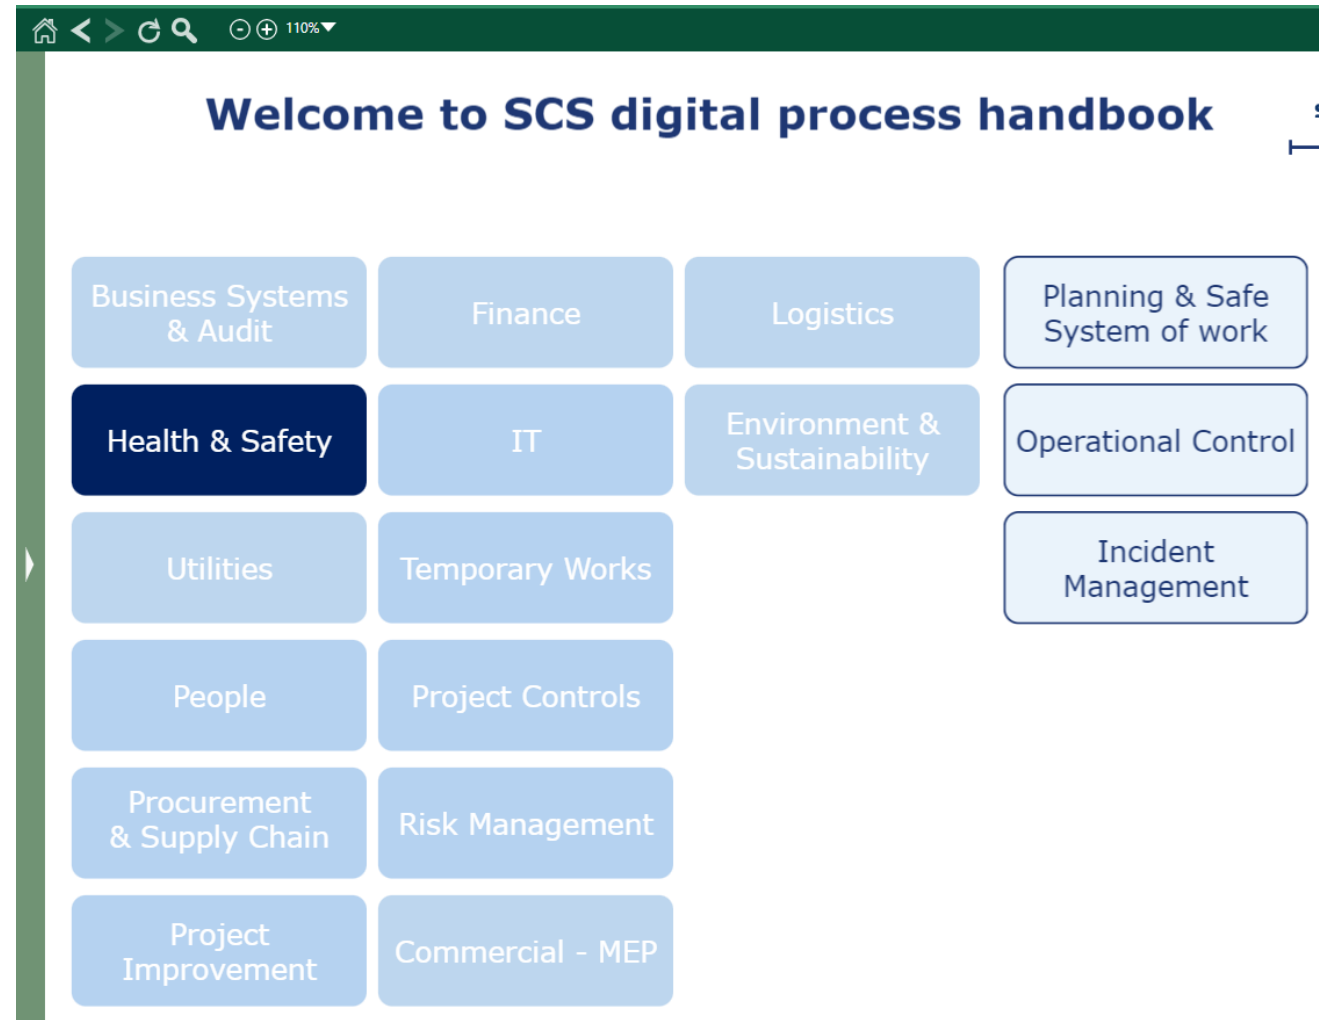 110%
Welcome to SCS digital process handbook
Business Systems
& Audit
Finance
Logistics
Planning & Safe
System of work
Health & Safety
IT
Environment &
Sustainability
Operational Control
Utilities
Temporary Works
Incident
Management
People
Project Controls
Procurement
& Supply Chain
Risk Management
Project
Improvement
Commercial - MEP